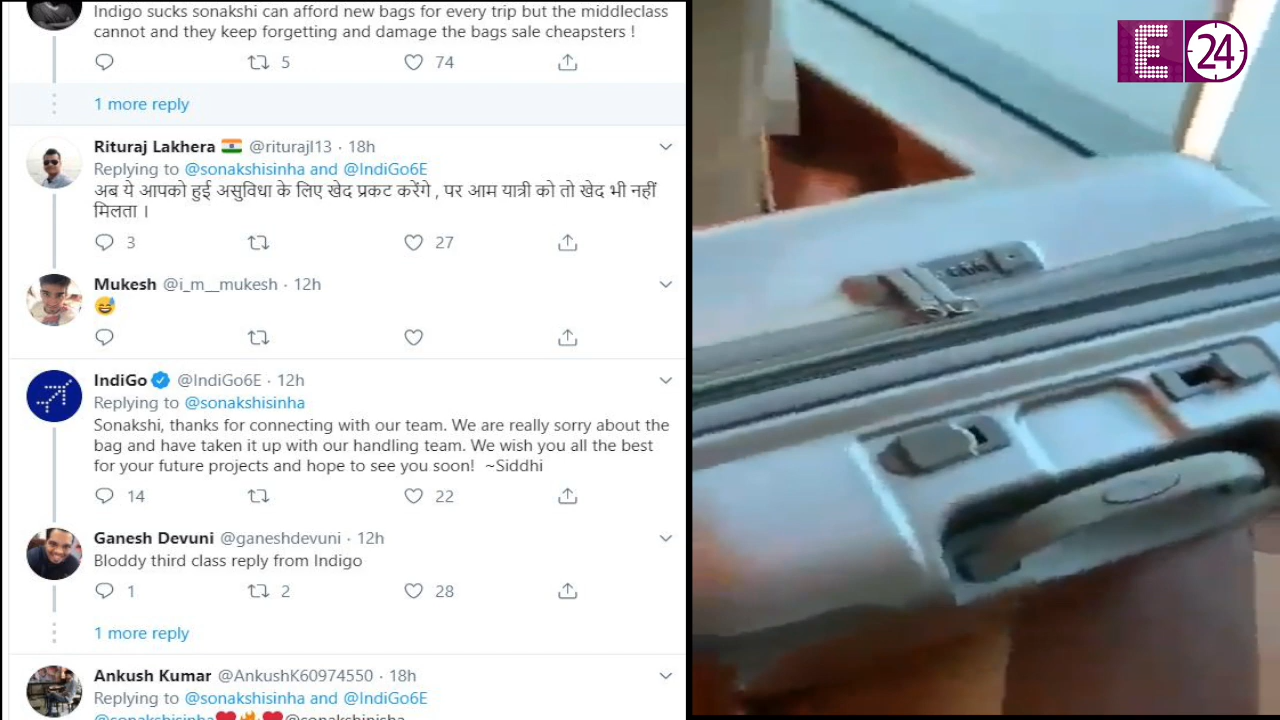 Indigo sucks sonakshi can afford new bags for every trip but the middleclass
cannot and they keep forgetting and damage the bags sale cheapsters !
5 74
1 more reply
Rituraj Lakhera 🇮🇳 @riturajl13 · 18h
Replying to @sonakshisinha and @IndiGo6E
अब ये आपको हुई असुविधा के लिए खेद प्रकट करेंगे , पर आम यात्री को तो खेद भी नहीं
मिलता ।
3 27
Mukesh @i_m__mukesh · 12h
😅
IndiGo @IndiGo6E · 12h
Replying to @sonakshisinha
Sonakshi, thanks for connecting with our team. We are really sorry about the
bag and have taken it up with our handling team. We wish you all the best
for your future projects and hope to see you soon! ~Siddhi
14 22
Ganesh Devuni @ganeshdevuni · 12h
Bloddy third class reply from Indigo
1 2 28
1 more reply
Ankush Kumar @AnkushK60974550 · 18h
Replying to @sonakshisinha and @IndiGo6E
@sonakshisinha❤️🔥❤️@sonakshinisha
E 24